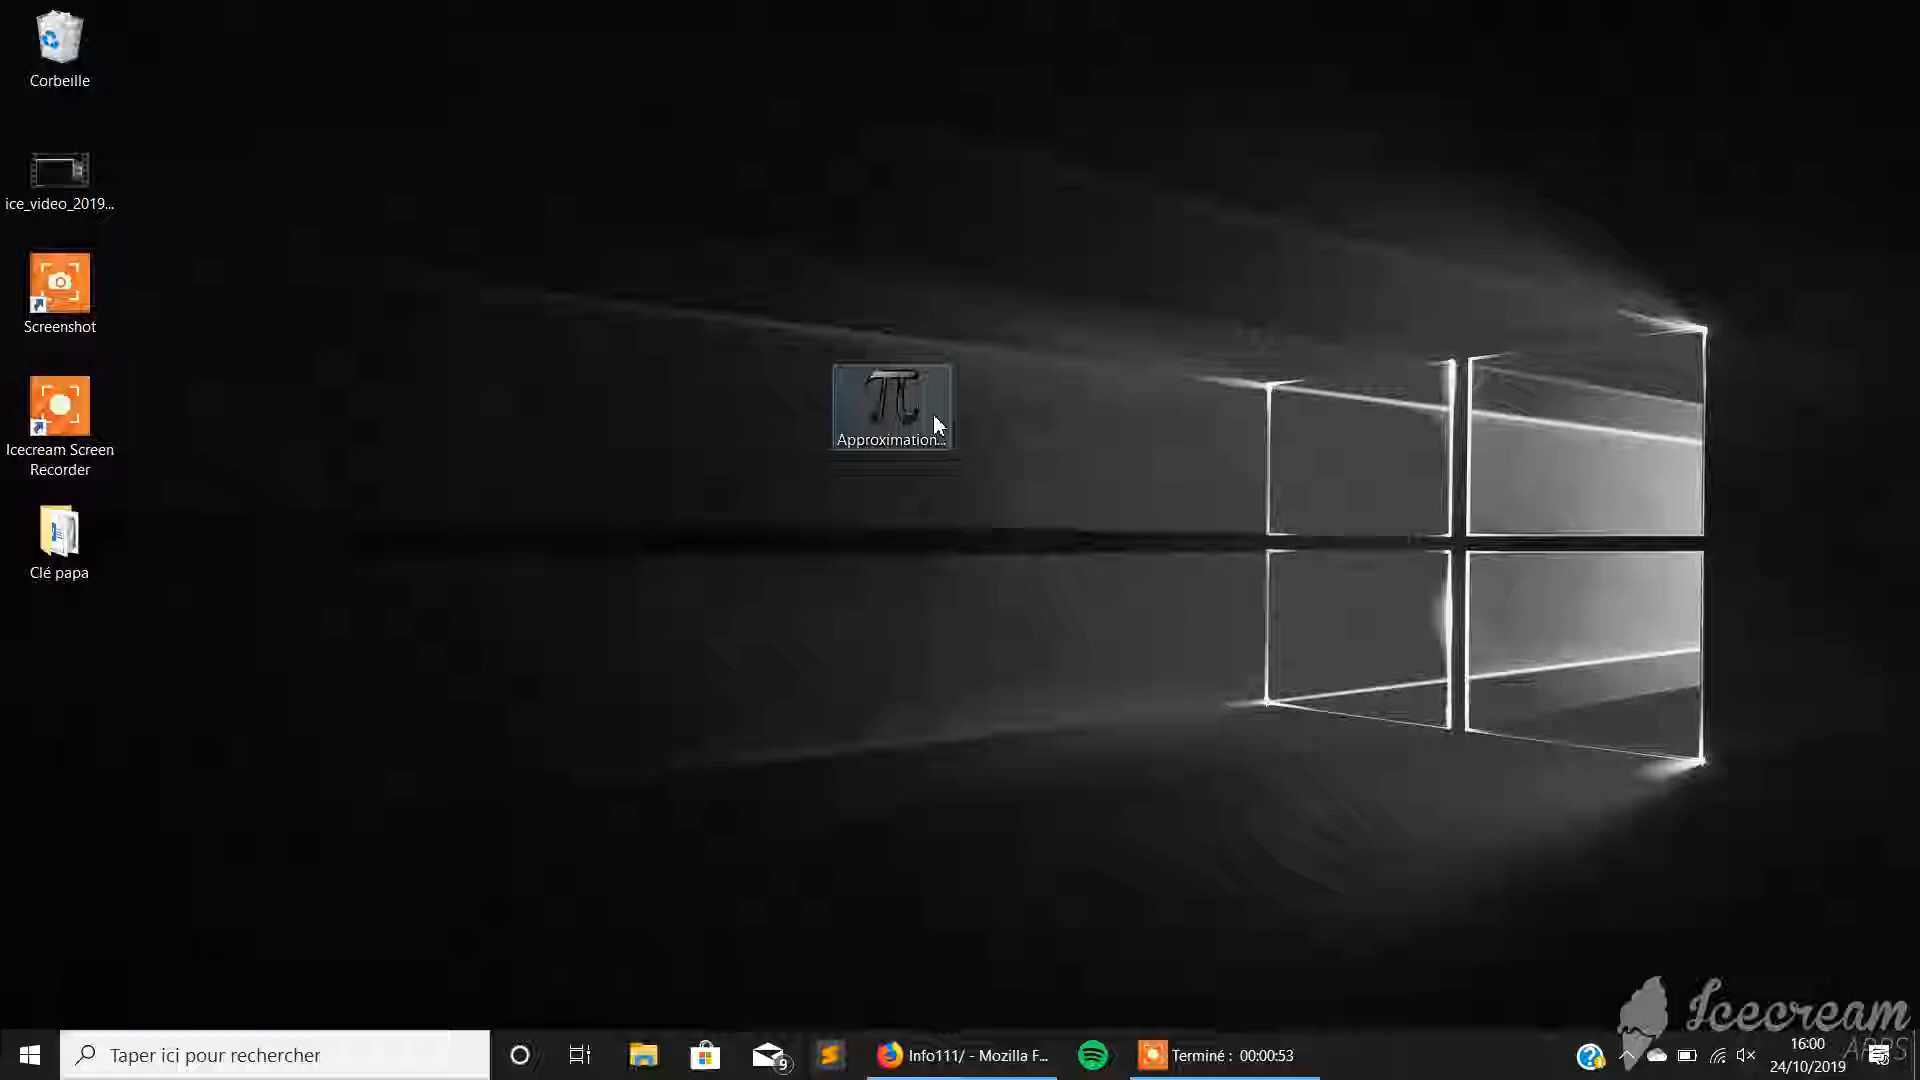 Corbeille
ice_video_2019...
Screenshot
Icecream Screen
Recorder
Clé papa
π
Approximation...
Icecream
APPS
Taper ici pour rechercher
9
Info111/ - Mozilla F...
Terminé : 00:00:53
16:00
24/10/2019